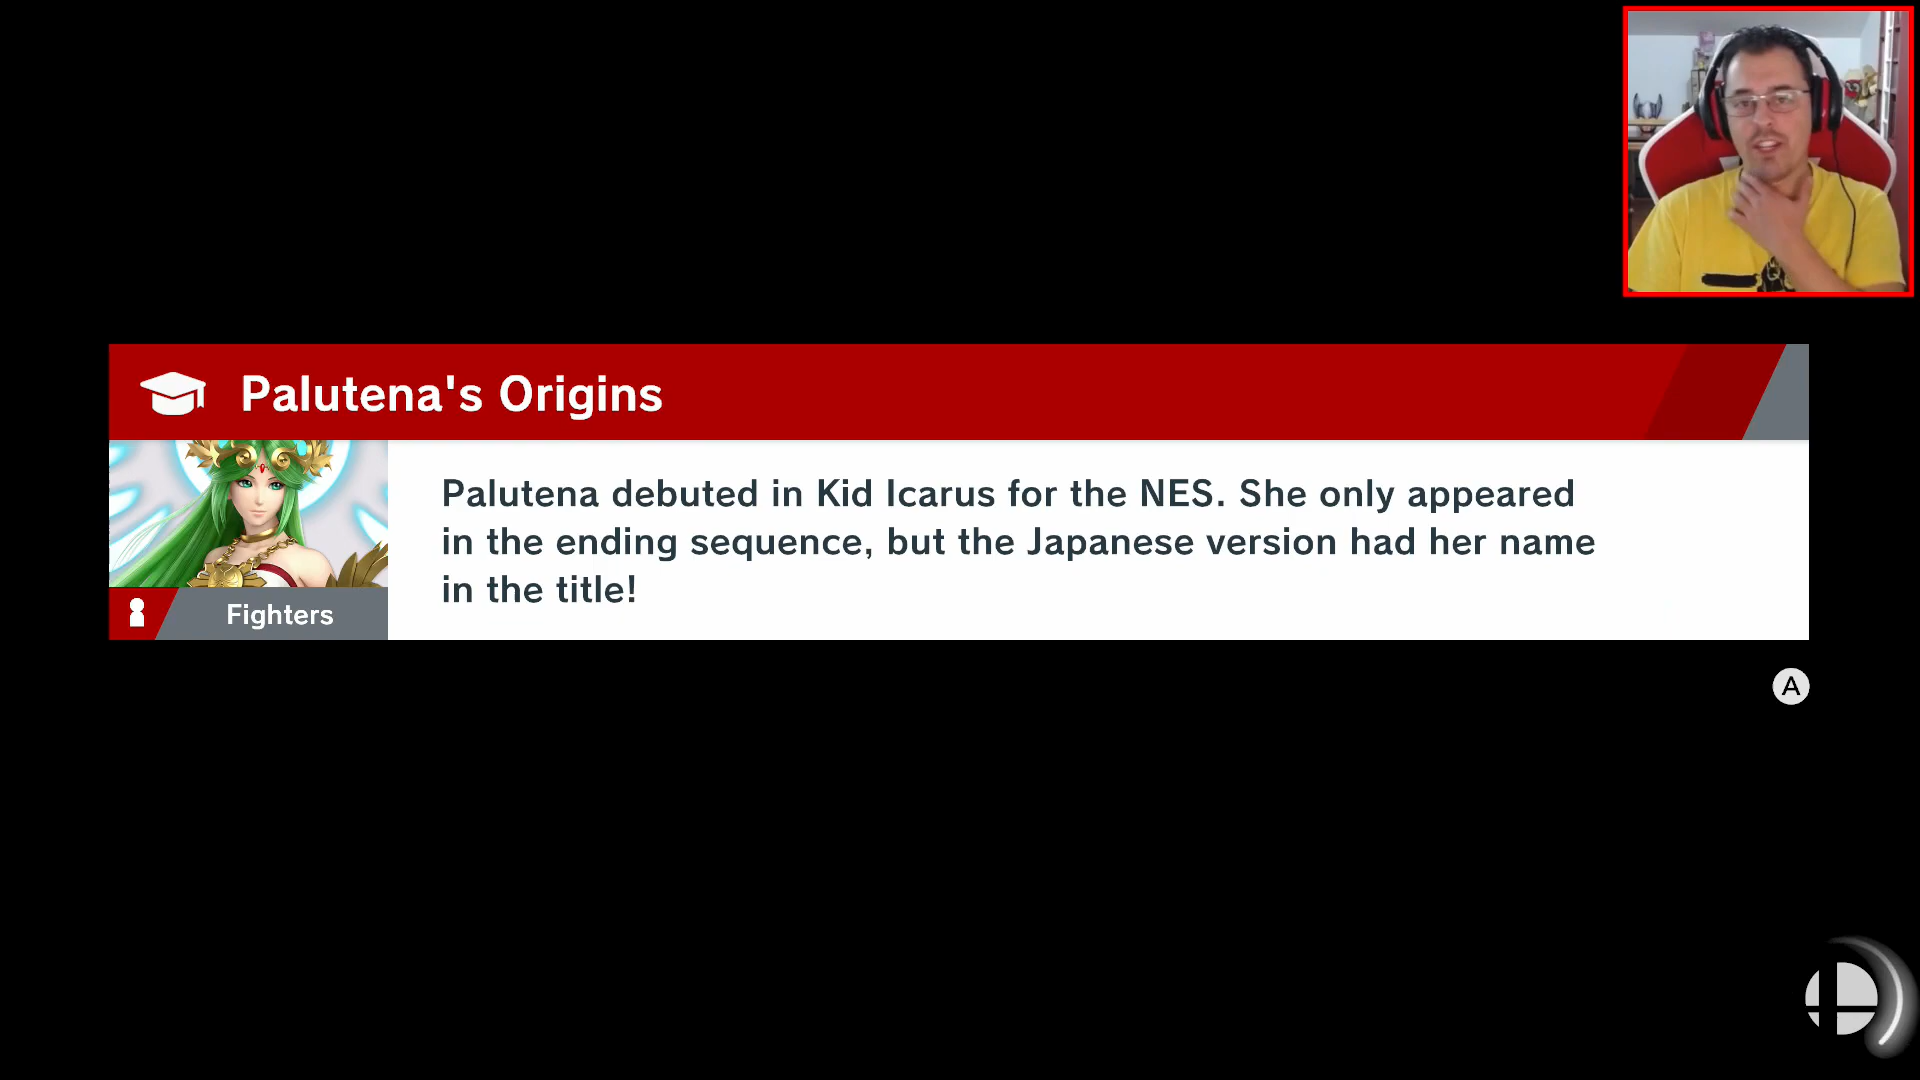 Palutena's Origins
Palutena debuted in Kid Icarus for the NES. She only appeared
in the ending sequence, but the Japanese version had her name
in the title!
Fighters
A